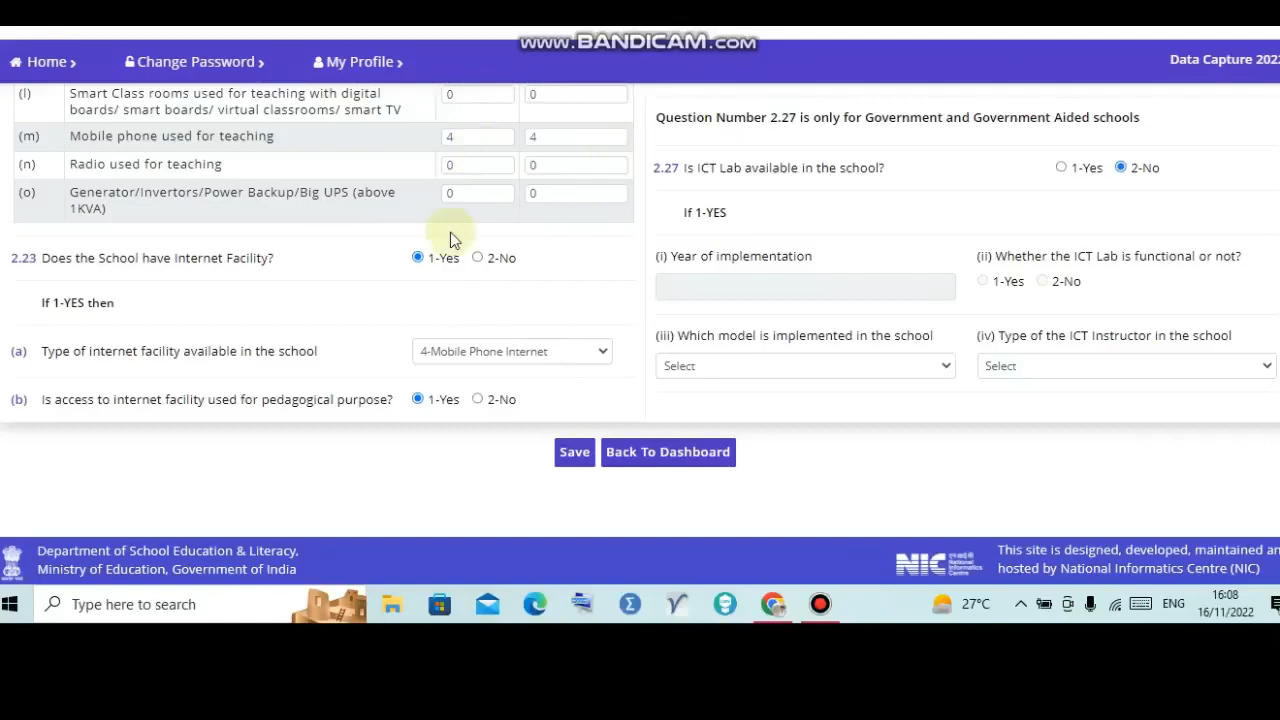 www.BANDICAM.com
Home
Change Password
My Profile
Data Capture 2022
(l) Smart Class rooms used for teaching with digital 0 0
boards/ smart boards/ virtual classrooms/ smart TV
(m) Mobile phone used for teaching 4 4
(n) Radio used for teaching 0 0
(o) Generator/Invertors/Power Backup/Big UPS (above 0 0
1KVA)
2.23 Does the School have Internet Facility? 1-Yes 2-No
If 1-YES then
(a) Type of internet facility available in the school 4-Mobile Phone Internet
(b) Is access to internet facility used for pedagogical purpose? 1-Yes 2-No
Question Number 2.27 is only for Government and Government Aided schools
2.27 Is ICT Lab available in the school? 1-Yes 2-No
If 1-YES
(i) Year of implementation
(ii) Whether the ICT Lab is functional or not?
1-Yes 2-No
(iii) Which model is implemented in the school
Select
(iv) Type of the ICT Instructor in the school
Select
Save
Back To Dashboard
Department of School Education & Literacy,
Ministry of Education, Government of India
NIC
National
Informatics
Centre
This site is designed, developed, maintained an
hosted by National Informatics Centre (NIC)
Type here to search
27°C
ENG
16:08
16/11/2022